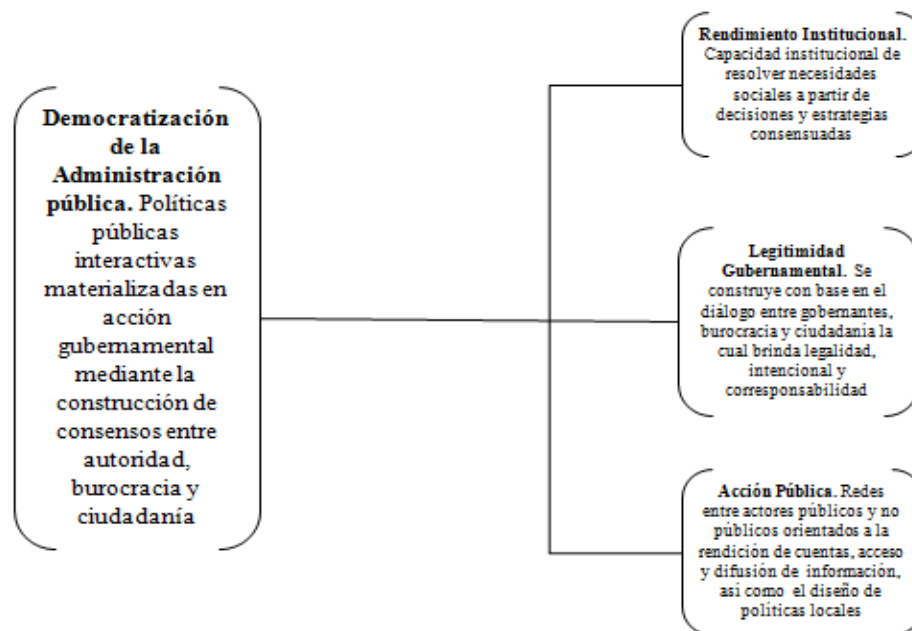 Democratización
de la
Administración
pública. Políticas
públicas
interactivas
materializadas en
acción
gubernamental
mediante la
construcción de
consensos entre
autoridad,
burocracia y
ciudadanía
Rendimiento Institucional.
Capacidad institucional de
resolver necesidades
sociales a partir de
decisiones y estrategias
consensuadas
Legitimidad
Gubernamental. Se
construye con base en el
diálogo entre gobernantes,
burocracia y ciudadanía la
cual brinda legalidad,
intencional y
corresponsabilidad
Acción Pública. Redes
entre actores públicos y no
públicos orientados a la
rendición de cuentas, acceso
y difusión de información,
así como el diseño de
políticas locales